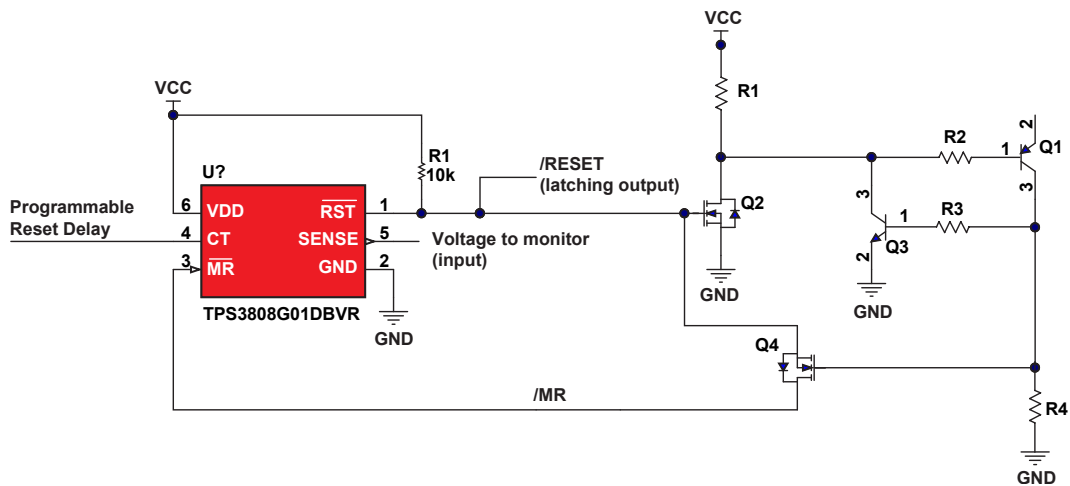 VCC
R1
VCC
R2
2
1
Q1
3
U?
R1
10k
/RESET
(latching output)
Q2
3
1
R3
Q3
2
GND
GND
Programmable
Reset Delay
6
VDD
RST
1
4
CT
SENSE
5
Voltage to monitor
(input)
3
MR
GND
2
TPS3808G01DBVR
GND
Q4
/MR
R4
GND